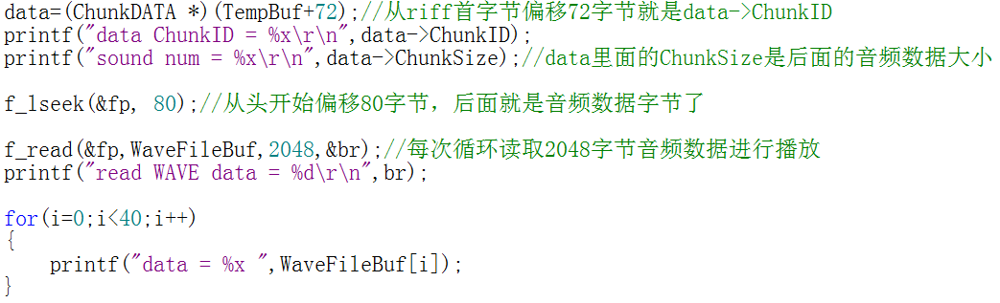 data=(ChunkDATA *)(TempBuf+72);//从riff首字节偏移72字节就是data->ChunkID
printf("data ChunkID = %x\r\n",data->ChunkID);
printf("sound num = %x\r\n",data->ChunkSize);//data里面的ChunkSize是后面的音频数据大小
f_lseek(&fp, 80);//从头开始偏移80字节，后面就是音频数据字节了
f_read(&fp,WaveFileBuf,2048,&br);//每次循环读取2048字节音频数据进行播放
printf("read WAVE data = %d\r\n",br);
for(i=0;i<40;i++)
{
    printf("data = %x ",WaveFileBuf[i]);
}